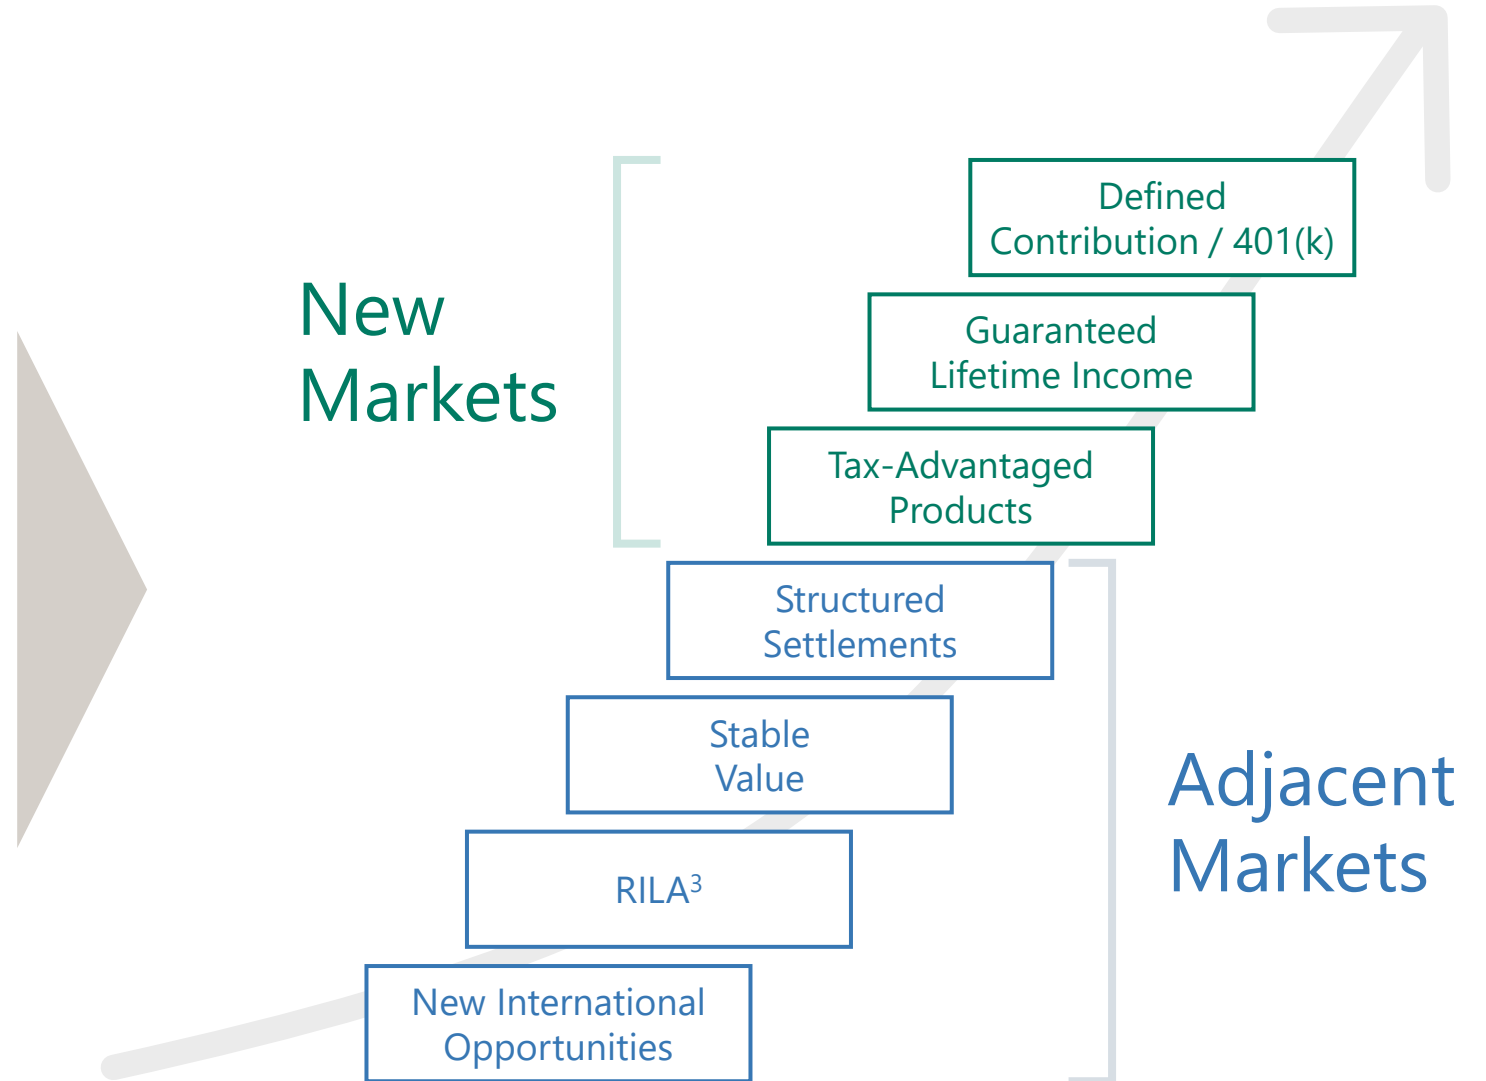 Defined
Contribution / 401(k)
New
Markets
Guaranteed
Lifetime Income
Tax-Advantaged
Products
Structured
Settlements
Stable
Value
Adjacent
Markets
RILA³
New International
Opportunities